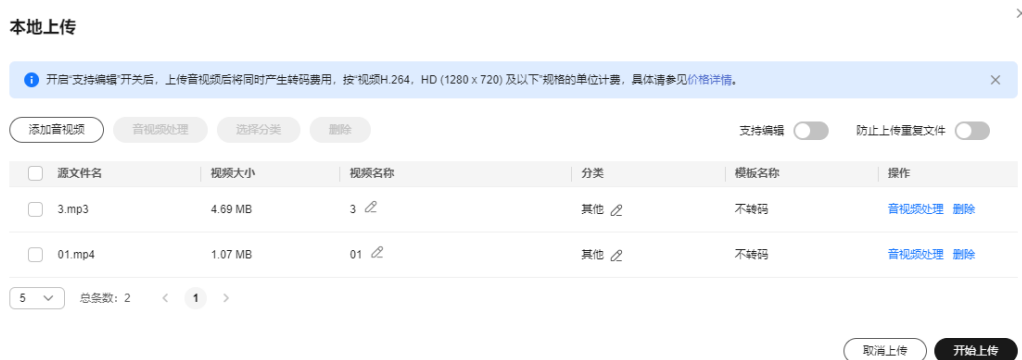 本地上传
开启“支持编辑”开关后，上传音视频后将同时产生转码费用，按“视频H.264，HD (1280 x 720) 及以下”规格的单位计费，具体请参见价格详情。
添加音视频 音视频处理 选择分类 删除 支持编辑 防止上传重复文件
源文件名 视频大小 视频名称 分类 模板名称 操作
3.mp3 4.69 MB 3 其他 不转码 音视频处理 删除
01.mp4 1.07 MB 01 其他 不转码 音视频处理 删除
5 总条数：2 1
取消上传 开始上传